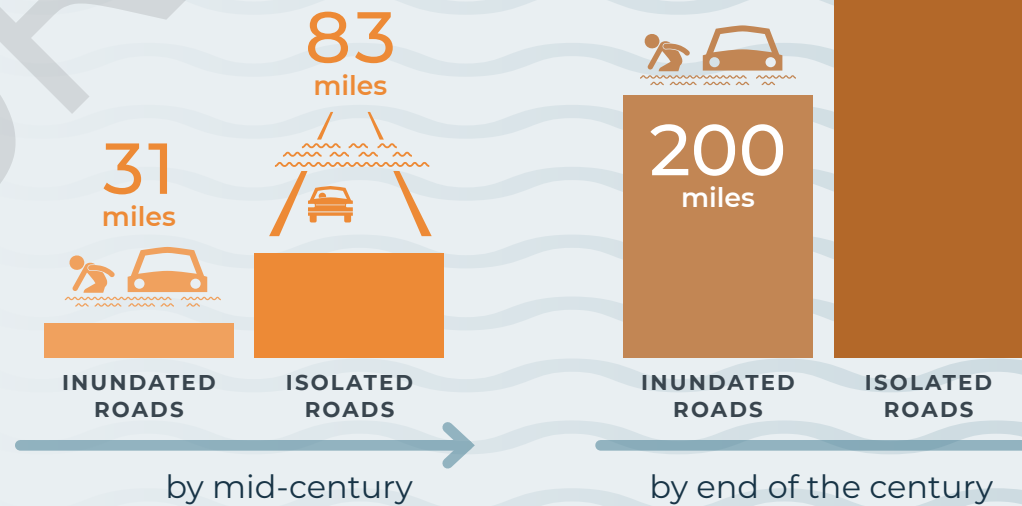 83
miles
31
miles
200
miles
INUNDATED
ROADS
ISOLATED
ROADS
INUNDATED
ROADS
ISOLATED
ROADS
by mid-century
by end of the century